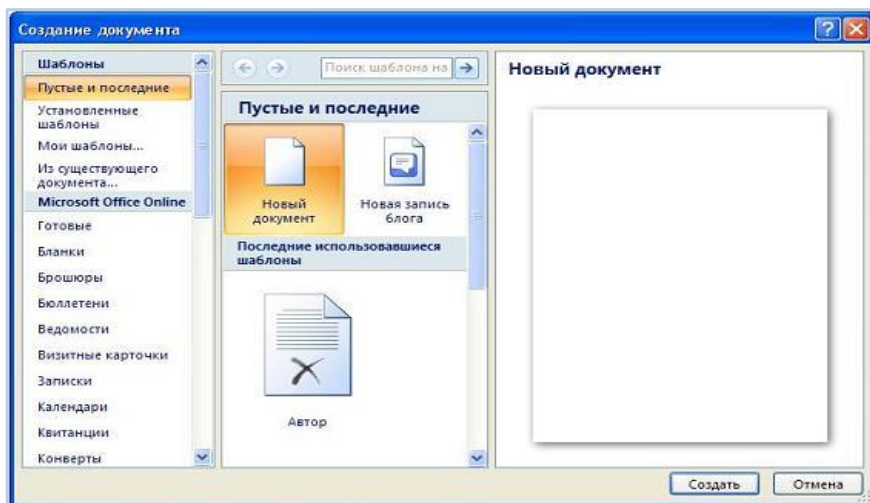 Создание документа
Шаблоны
Пустые и последние
Установленные
шаблоны
Мои шаблоны...
Из существующего
документа...
Microsoft Office Online
Готовые
Бланки
Брошюры
Бюллетени
Ведомости
Визитные карточки
Записки
Календари
Квитанции
Конверты
Поиск шаблона на
Пустые и последние
Новый
документ
Новая запись
блога
Последние использовавшиеся
шаблоны
Автор
Новый документ
Создать
Отмена